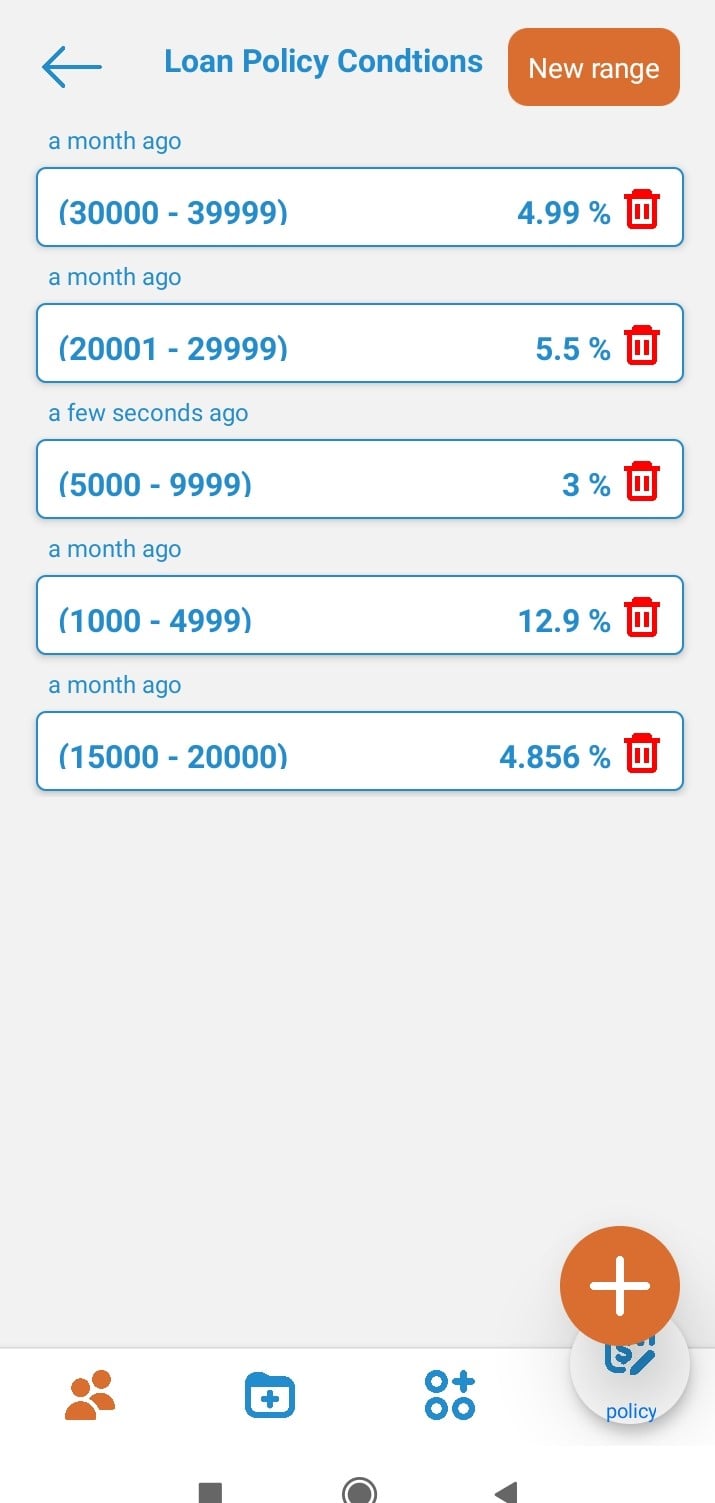 Loan Policy Condtions
New range
a month ago
(30000 - 39999) 4.99 %
a month ago
(20001 - 29999) 5.5 %
a few seconds ago
(5000 - 9999) 3 %
a month ago
(1000 - 4999) 12.9 %
a month ago
(15000 - 20000) 4.856 %
policy